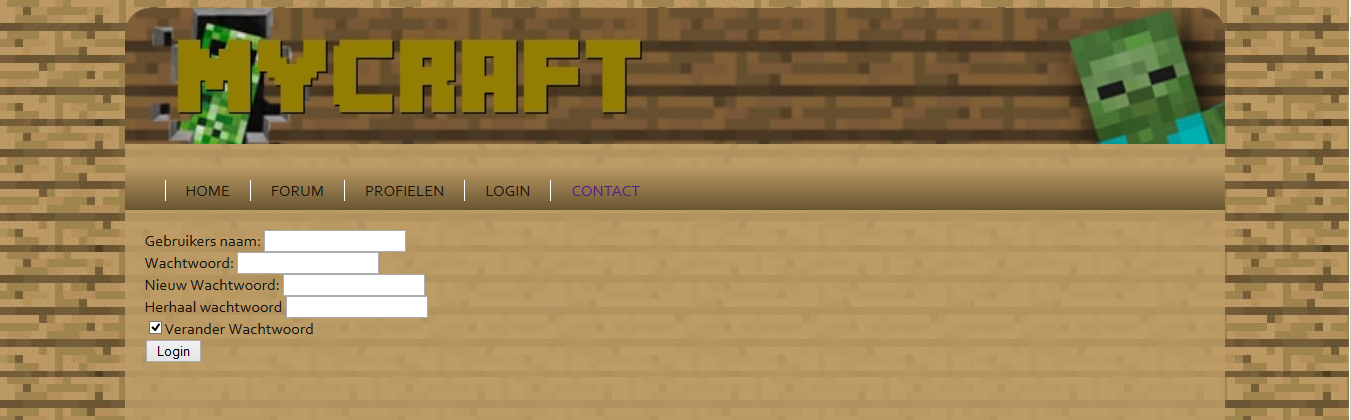 MYCRAFT
HOME FORUM PROFIELEN LOGIN CONTACT
Gebruikers naam:
Wachtwoord:
Nieuw Wachtwoord:
Herhaal wachtwoord
Verander Wachtwoord
Login